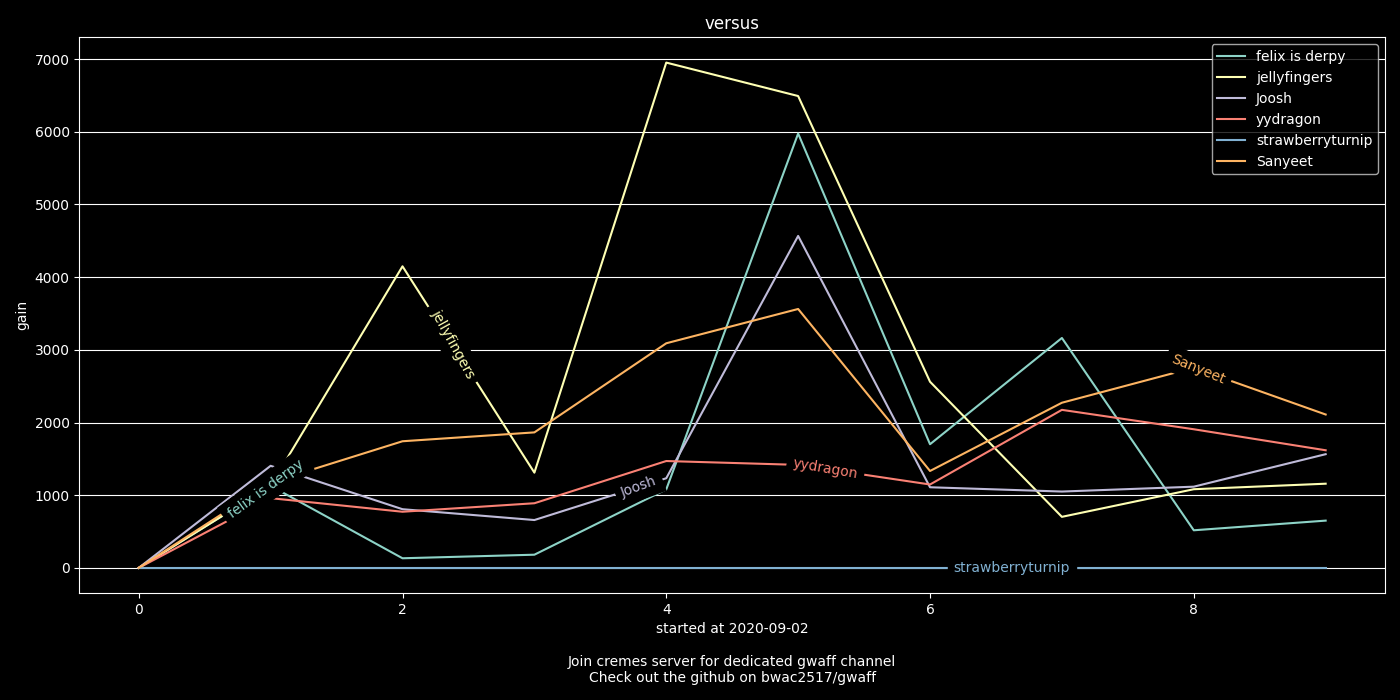 versus
7000
6000
5000
4000
3000
2000
1000
0
gain
felix is derpy
jellyfingers
Joosh
yydragon
strawberryturnip
Sanyeet
felix is derpy
jellyfingers
Joosh
yydragon
strawberryturnip
Sanyeet
0 2 4 6 8
started at 2020-09-02
Join cremes server for dedicated gwaff channel
Check out the github on bwac2517/gwaff